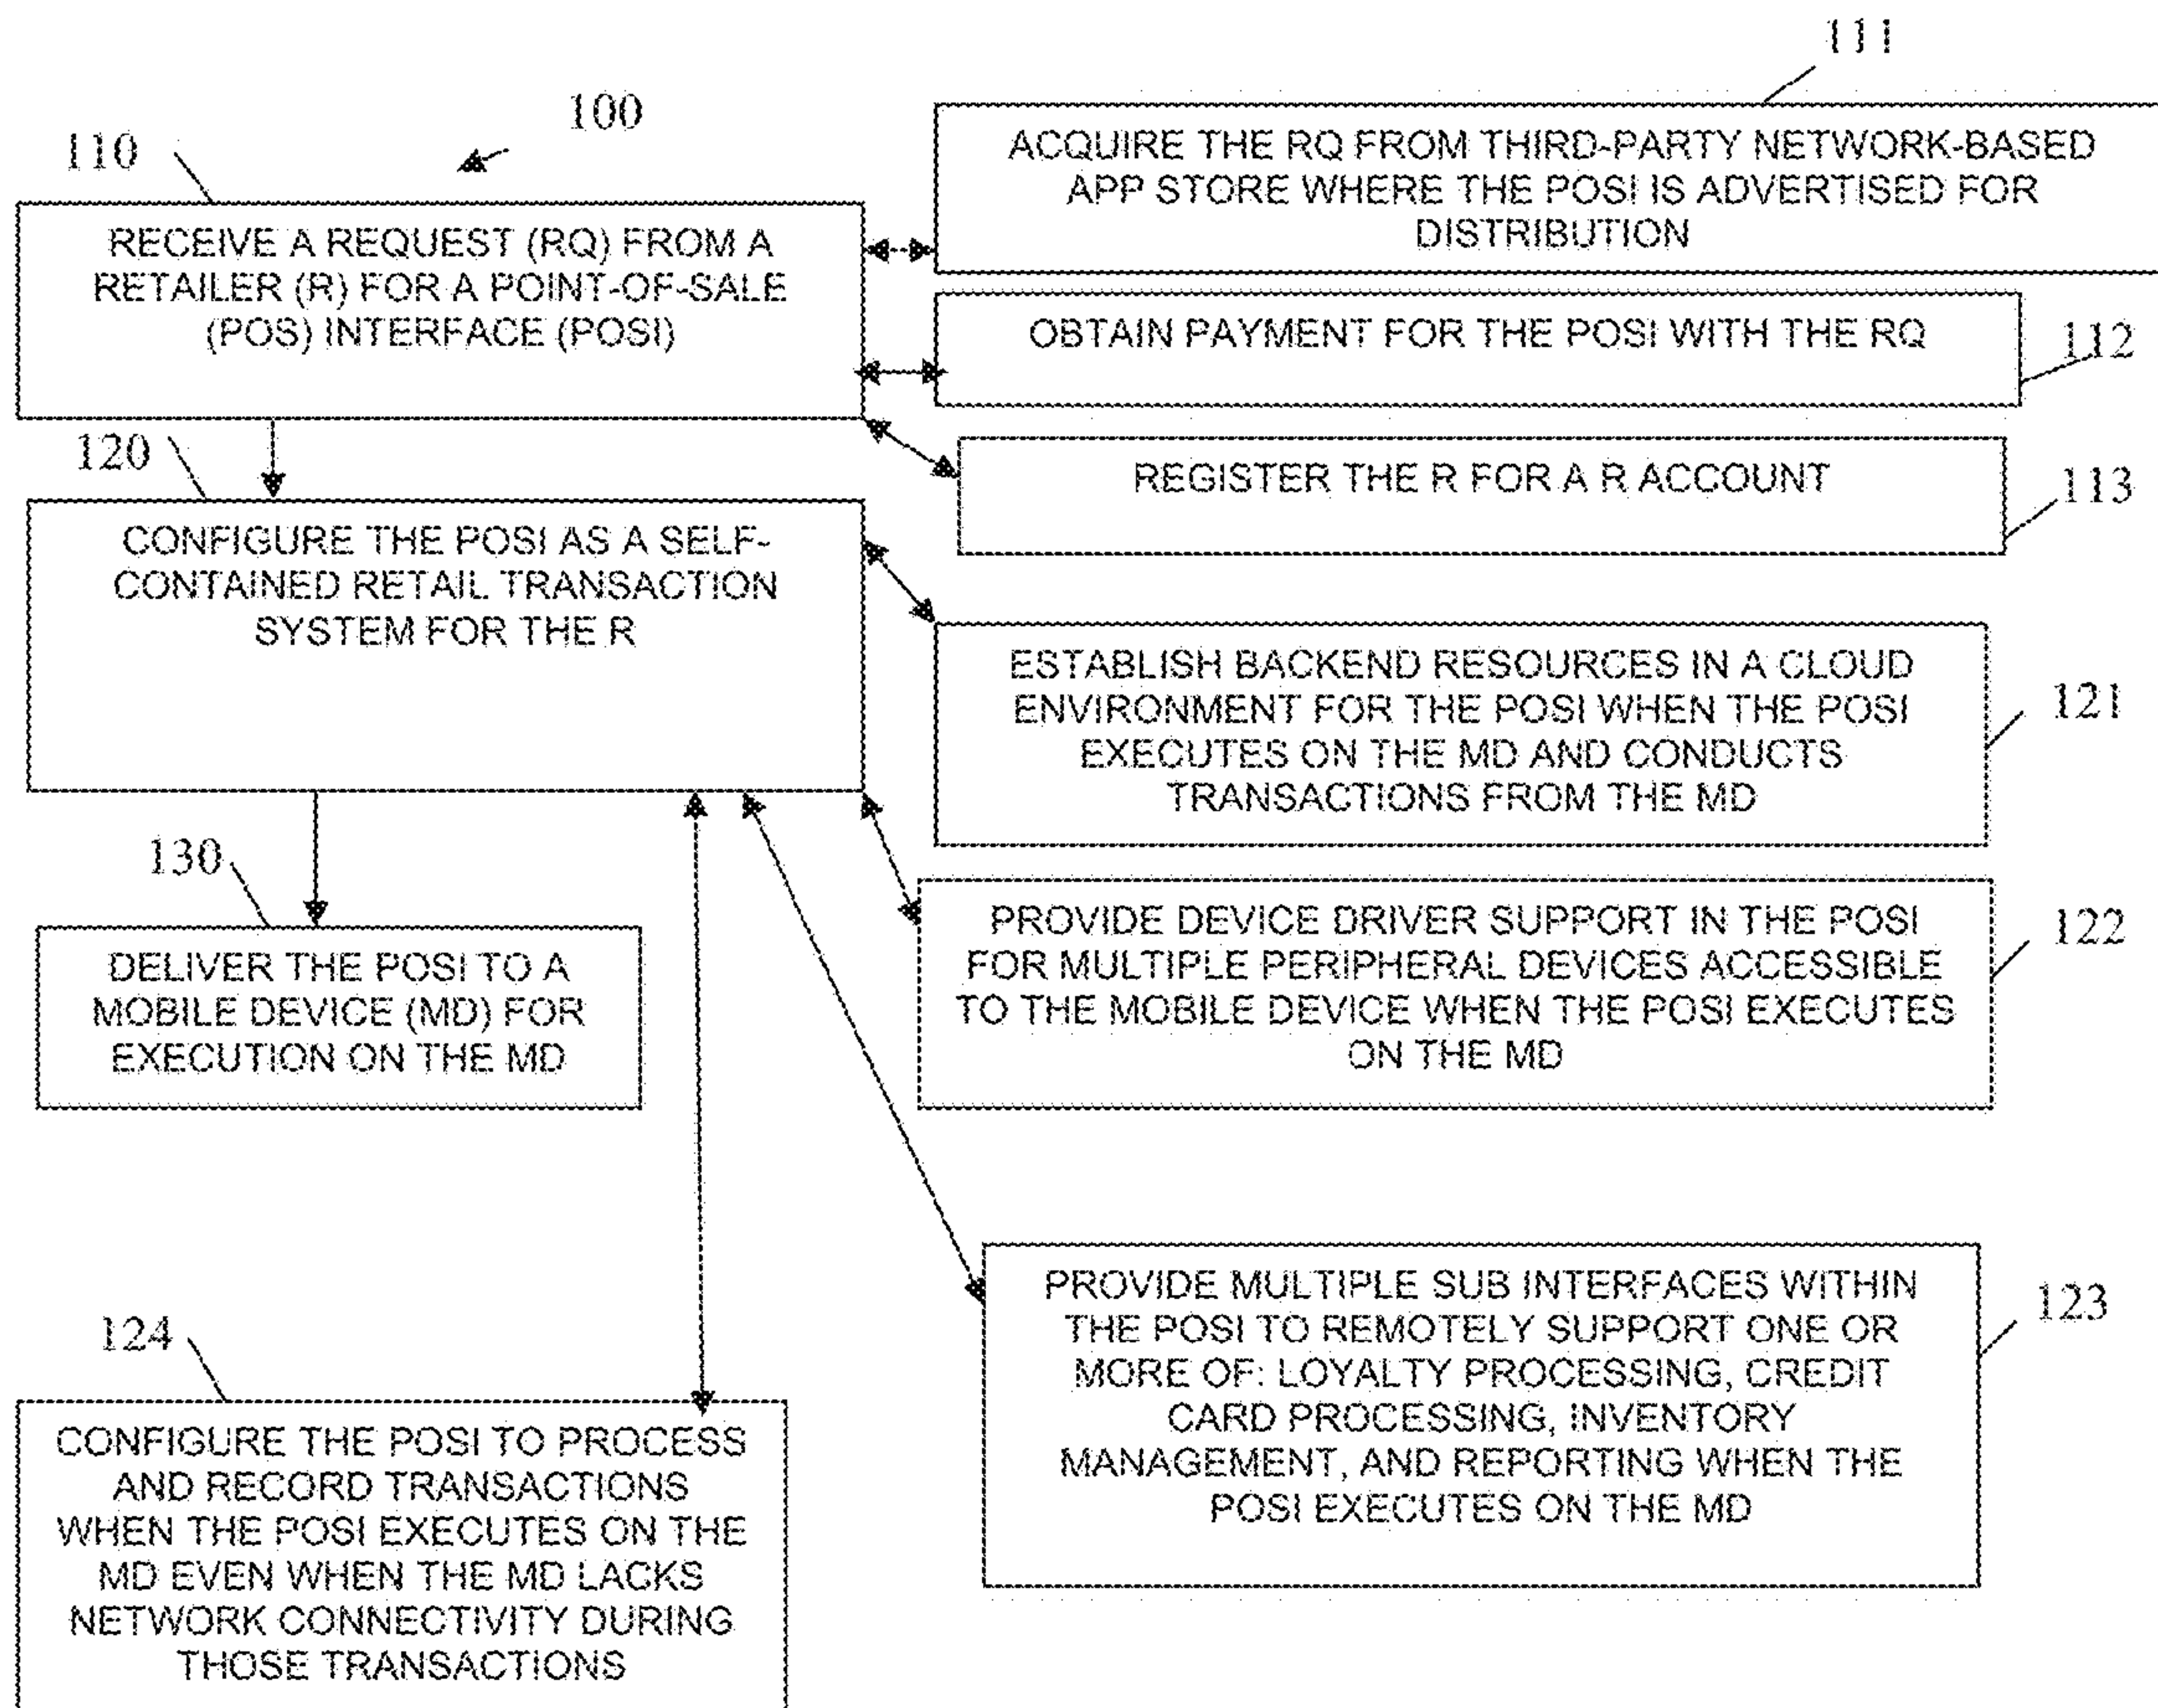 111
100
110
ACQUIRE THE RQ FROM THIRD-PARTY NETWORK-BASED
APP STORE WHERE THE POSI IS ADVERTISED FOR
DISTRIBUTION
RECEIVE A REQUEST (RQ) FROM A
RETAILER (R) FOR A POINT-OF-SALE
(POS) INTERFACE (POSI)
OBTAIN PAYMENT FOR THE POSI WITH THE RQ
112
120
REGISTER THE R FOR A R ACCOUNT
113
CONFIGURE THE POSI AS A SELF-
CONTAINED RETAIL TRANSACTION
SYSTEM FOR THE R
ESTABLISH BACKEND RESOURCES IN A CLOUD
ENVIRONMENT FOR THE POSI WHEN THE POSI
EXECUTES ON THE MD AND CONDUCTS
TRANSACTIONS FROM THE MD
121
130
DELIVER THE POSI TO A
MOBILE DEVICE (MD) FOR
EXECUTION ON THE MD
PROVIDE DEVICE DRIVER SUPPORT IN THE POSI
FOR MULTIPLE PERIPHERAL DEVICES ACCESSIBLE
TO THE MOBILE DEVICE WHEN THE POSI EXECUTES
ON THE MD
122
PROVIDE MULTIPLE SUB INTERFACES WITHIN
THE POSI TO REMOTELY SUPPORT ONE OR
MORE OF: LOYALTY PROCESSING, CREDIT
CARD PROCESSING, INVENTORY
MANAGEMENT, AND REPORTING WHEN THE
POSI EXECUTES ON THE MD
123
124
CONFIGURE THE POSI TO PROCESS
AND RECORD TRANSACTIONS
WHEN THE POSI EXECUTES ON THE
MD EVEN WHEN THE MD LACKS
NETWORK CONNECTIVITY DURING
THOSE TRANSACTIONS